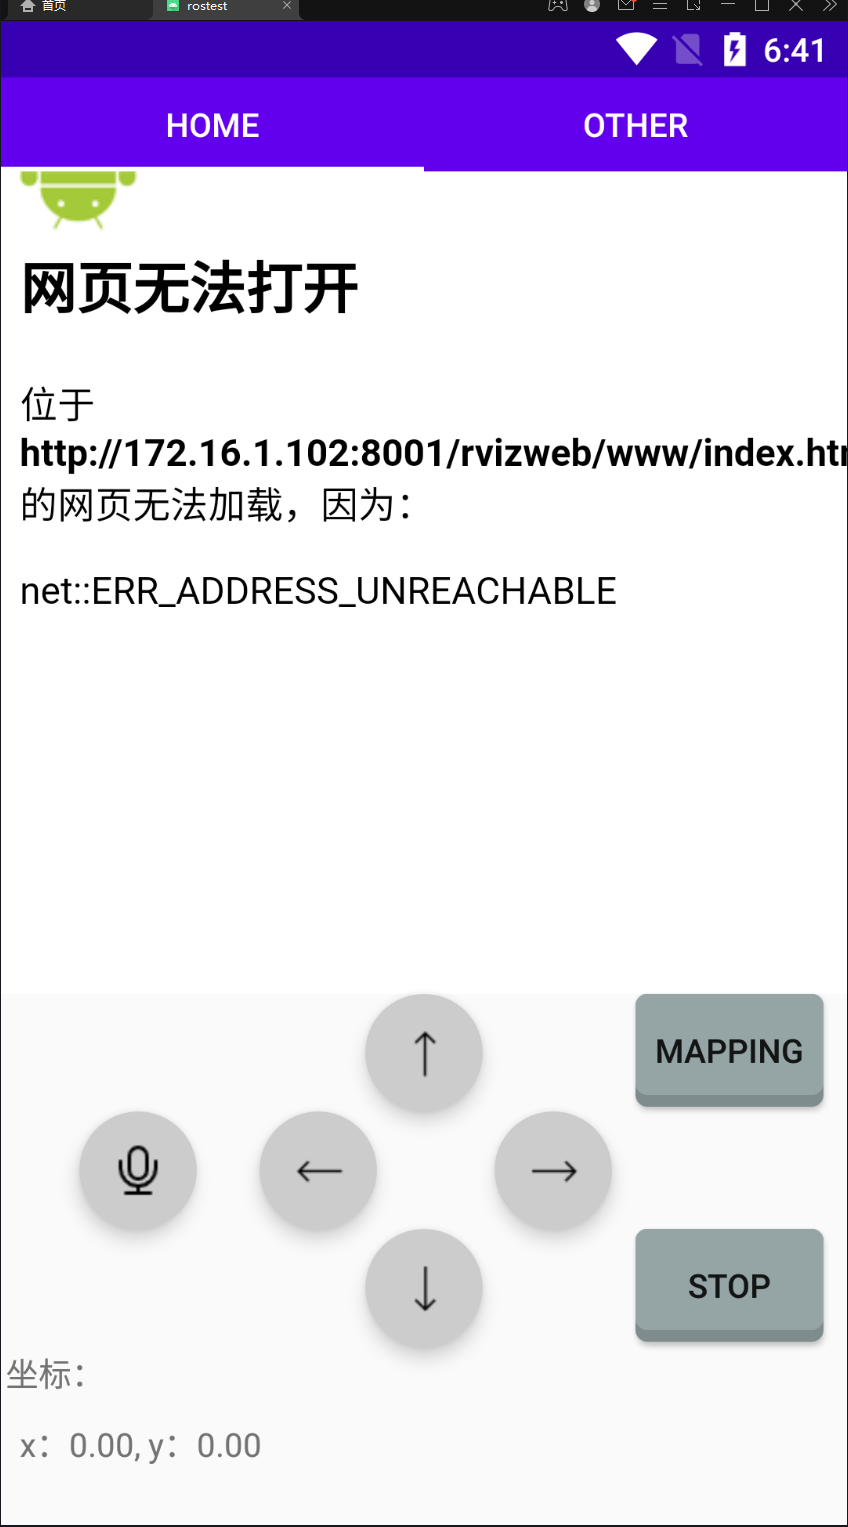 首页
rostest
6:41
HOME
OTHER
网页无法打开
位于
http://172.16.1.102:8001/rvizweb/www/index.ht
的网页无法加载，因为：
net::ERR_ADDRESS_UNREACHABLE
MAPPING
STOP
坐标：
x：0.00, y：0.00